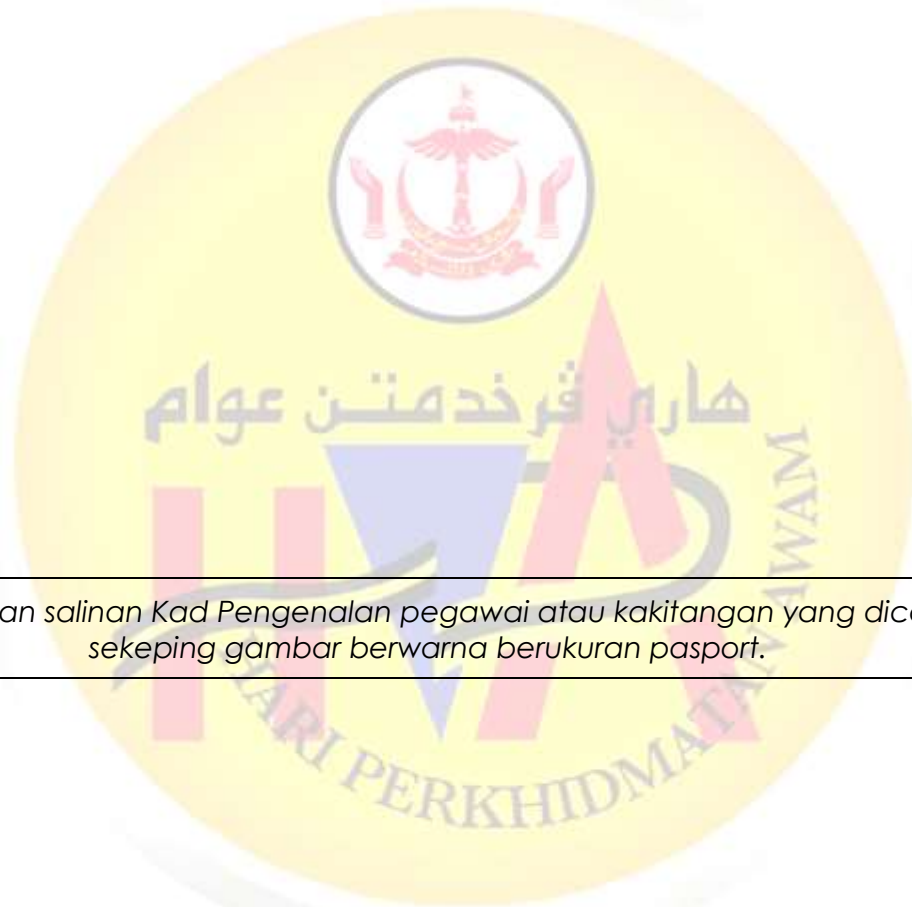 هاري ڤرخدمتن عوام
an salinan Kad Pengenalan pegawai atau kakitangan yang
sekeping gambar berwarna berukuran pasport.
HARI PERKHIDMATAN AWAM